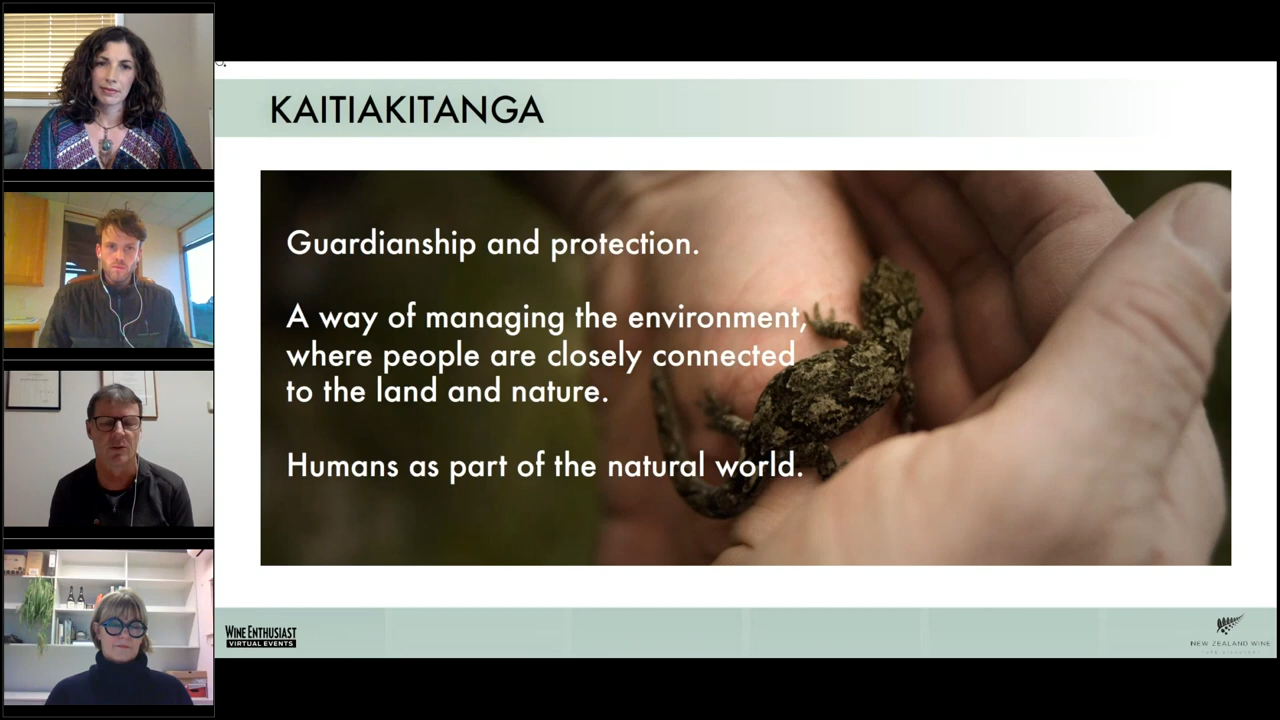 KAITIAKITANGA
Guardianship and protection.
A way of managing the environment,
where people are closely connected
to the land and nature.
Humans as part of the natural world.
WINE ENTHUSIAST
VIRTUAL EVENTS
NEW ZEALAND WINE